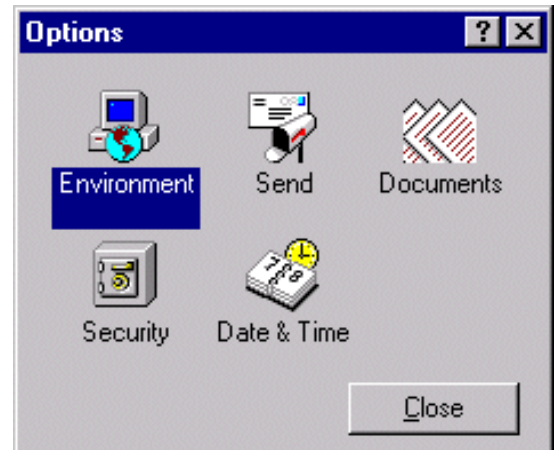 Options
Environment
Send
Documents
Security
Date & Time
Close